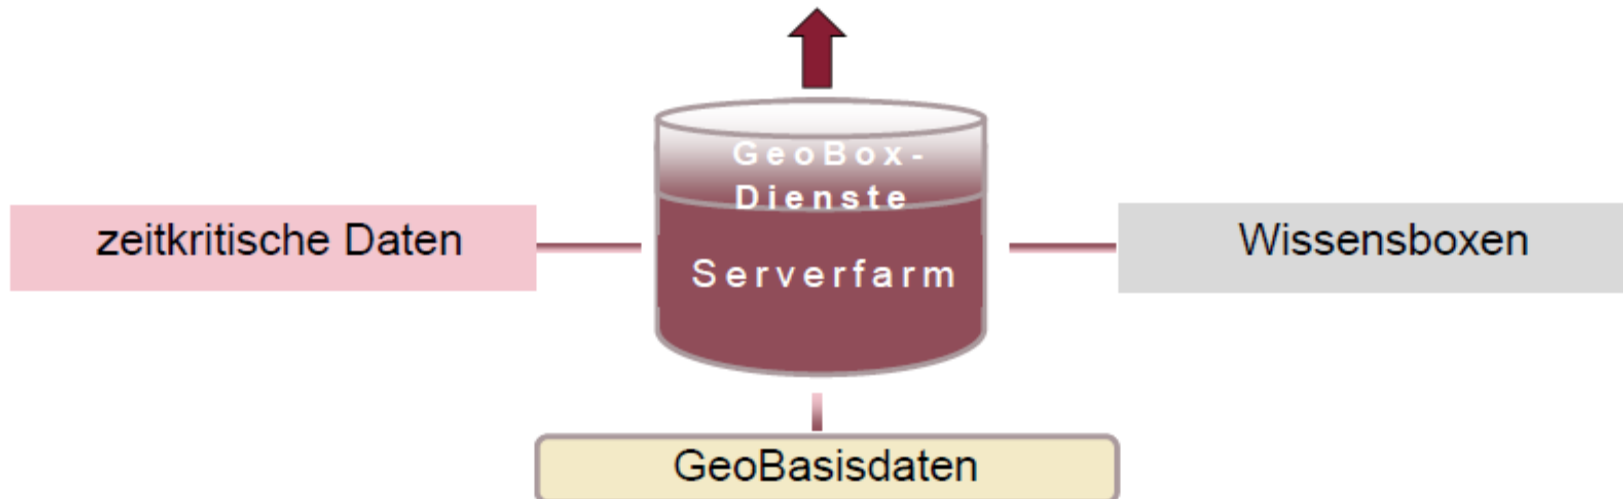 GeoBox-
Dienste
zeitkritische Daten
Serverfarm
Wissensboxen
GeoBasisdaten